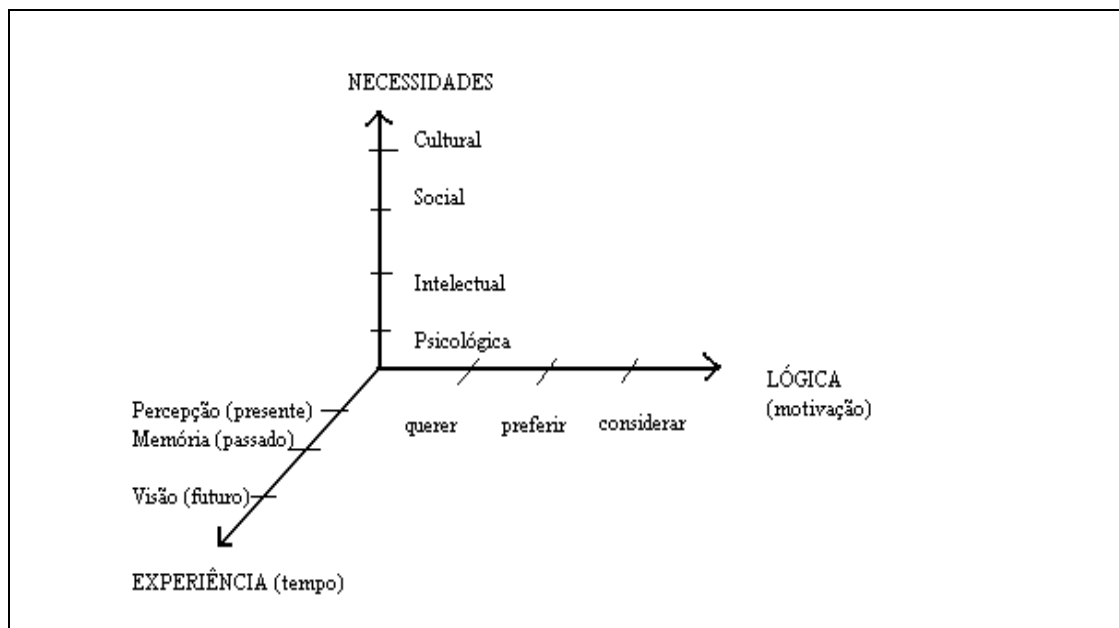 NECESSIDADES
Cultural
Social
Intelectual
Psicológica
LÓGICA
(motivação)
Percepção (presente)
Memória (passado)
querer preferir considerar
Visão (futuro)
EXPERIÊNCIA (tempo)